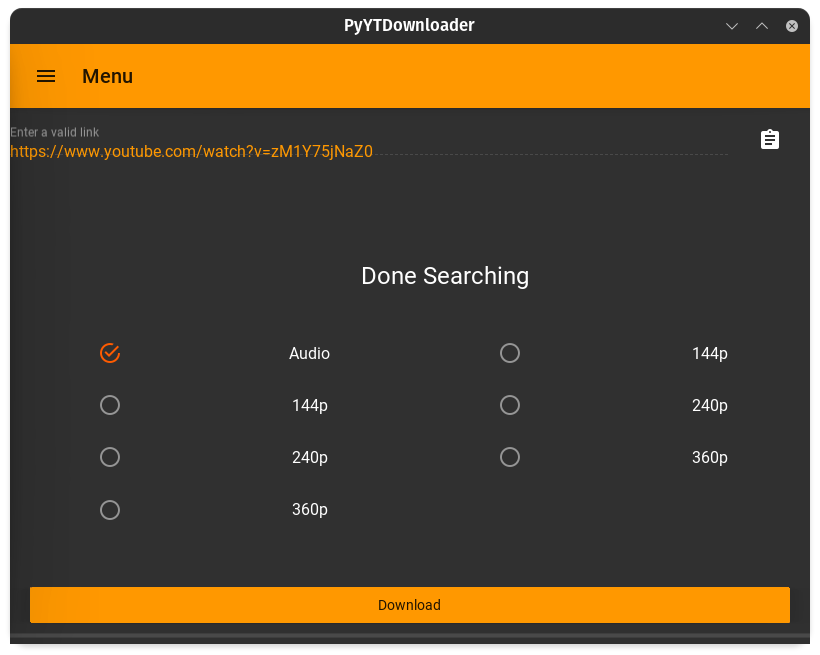 PyYTDownloader
Menu
Enter a valid link
https://www.youtube.com/watch?v=zM1Y75jNaZ0
Done Searching
Audio 144p
144p 240p
240p 360p
360p
Download